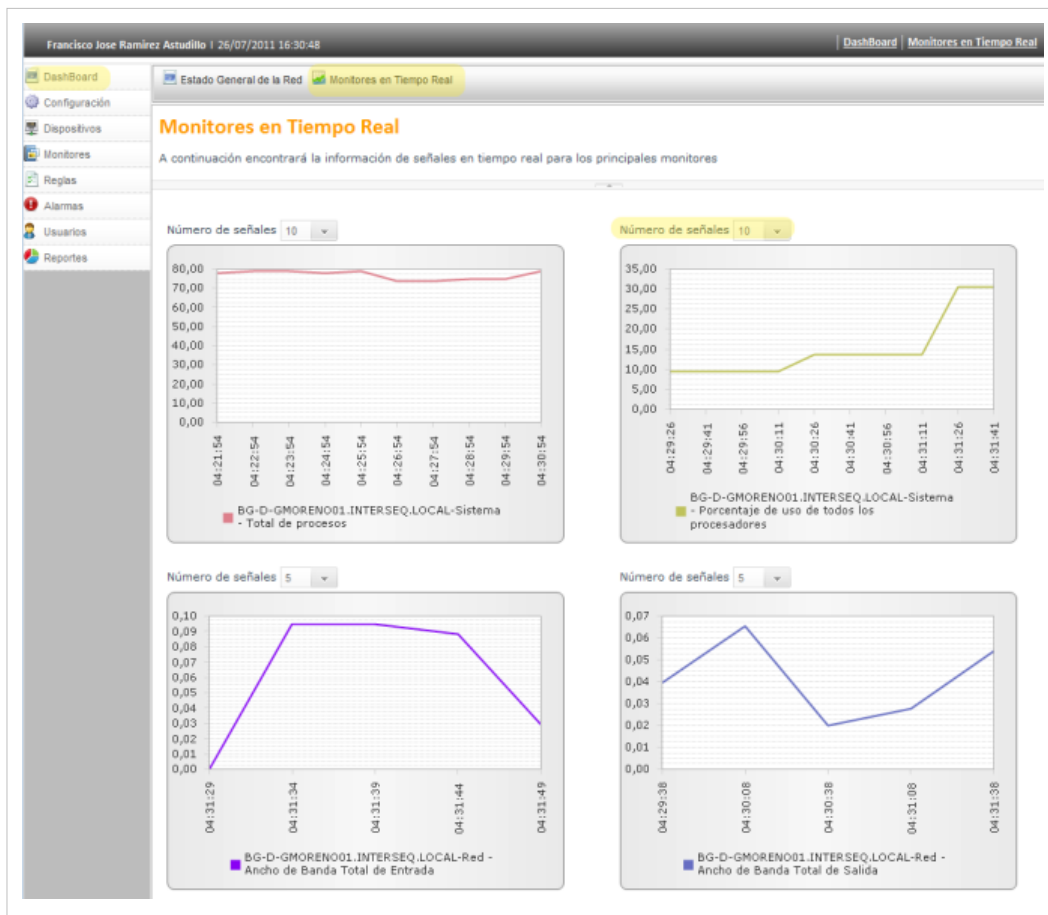 Francisco Jose Ramirez Astudillo | 26/07/2011 16:30:48
| DashBoard | Monitores en Tiempo Real
DashBoard
Configuración
Dispositivos
Monitores
Reglas
Alarmas
Usuarios
Reportes
Estado General de la Red Monitores en Tiempo Real
Monitores en Tiempo Real
A continuación encontrará la información de señales en tiempo real para los principales monitores
Número de señales 10
80,00
70,00
60,00
50,00
40,00
30,00
20,00
10,00
0,00
04:21:54
04:22:54
04:23:54
04:24:54
04:25:54
04:26:54
04:27:54
04:28:54
04:29:54
04:30:54
BG-D-GMORENO01.INTERSEQ.LOCAL-Sistema
- Total de procesos
Número de señales 10
35,00
30,00
25,00
20,00
15,00
10,00
5,00
0,00
04:29:26
04:29:41
04:29:56
04:30:11
04:30:26
04:30:41
04:30:56
04:31:11
04:31:26
04:31:41
BG-D-GMORENO01.INTERSEQ.LOCAL-Sistema
- Porcentaje de uso de todos los
procesadores
Número de señales 5
0,10
0,09
0,08
0,07
0,06
0,05
0,04
0,03
0,02
0,01
0,00
04:31:29
04:31:34
04:31:39
04:31:44
04:31:49
BG-D-GMORENO01.INTERSEQ.LOCAL-Red -
Ancho de Banda Total de Entrada
Número de señales 5
0,07
0,06
0,05
0,04
0,03
0,02
0,01
0,00
04:29:38
04:30:08
04:30:38
04:31:08
04:31:38
BG-D-GMORENO01.INTERSEQ.LOCAL-Red -
Ancho de Banda Total de Salida